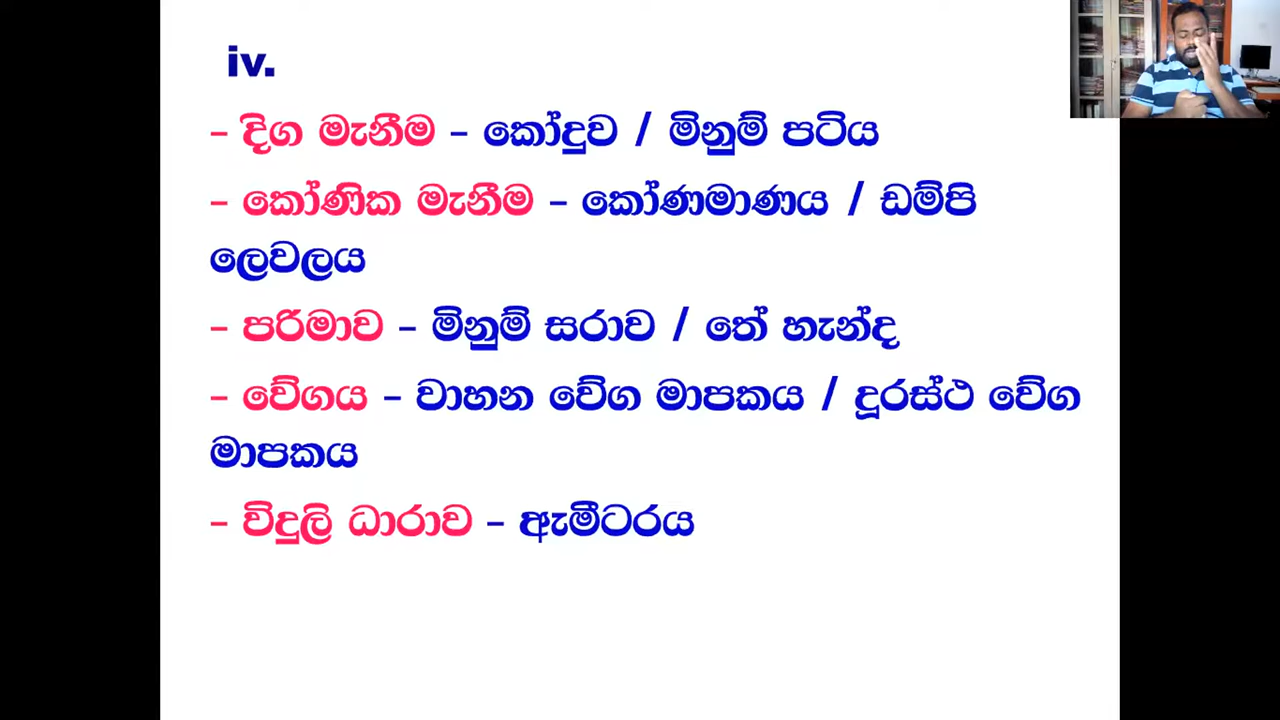 iv.
– දිග මැනීම – කෝදුව / මිනුම් පටිය
– කෝණික මැනීම – කෝණමාණය / ඩම්පි
ලෙවලය
– පරිමාව – මිනුම් සරාව / තේ හැන්ද
– වේගය – වාහන වේග මාපකය / දූරස්ථ වේග
මාපකය
– විදුලි ධාරාව – ඇමීටරය